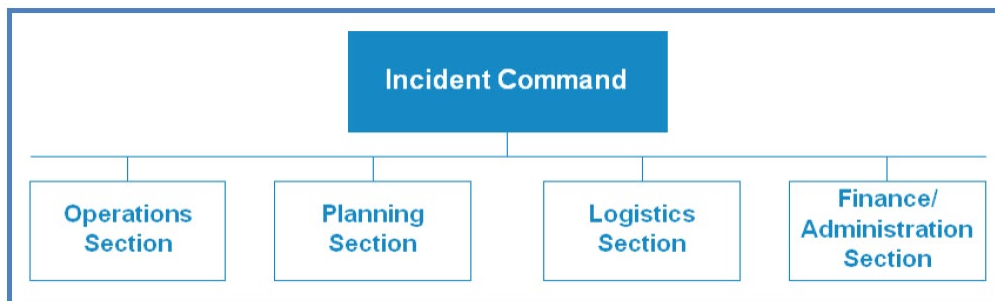 Incident Command
Operations
Section
Planning
Section
Logistics
Section
Finance/
Administration
Section